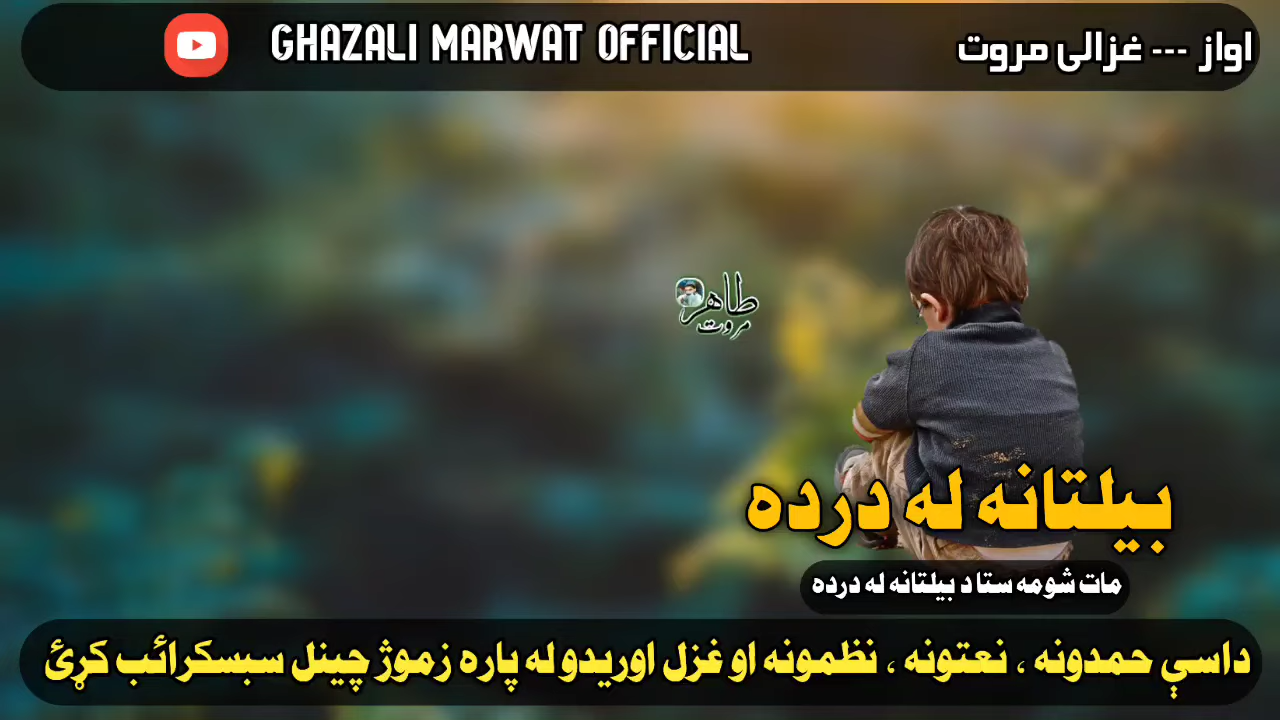 GHAZALI MARWAT OFFICIAL
اواز --- غزالی مروت
طاهر
مروت
بیلتانه له درده
مات شومه ستا د بیلتانه له درده
داسې حمدونه ، نعتونه ، نظمونه او غزل اوریدو له پاره زموژ چینل سبسکرائب کړئ